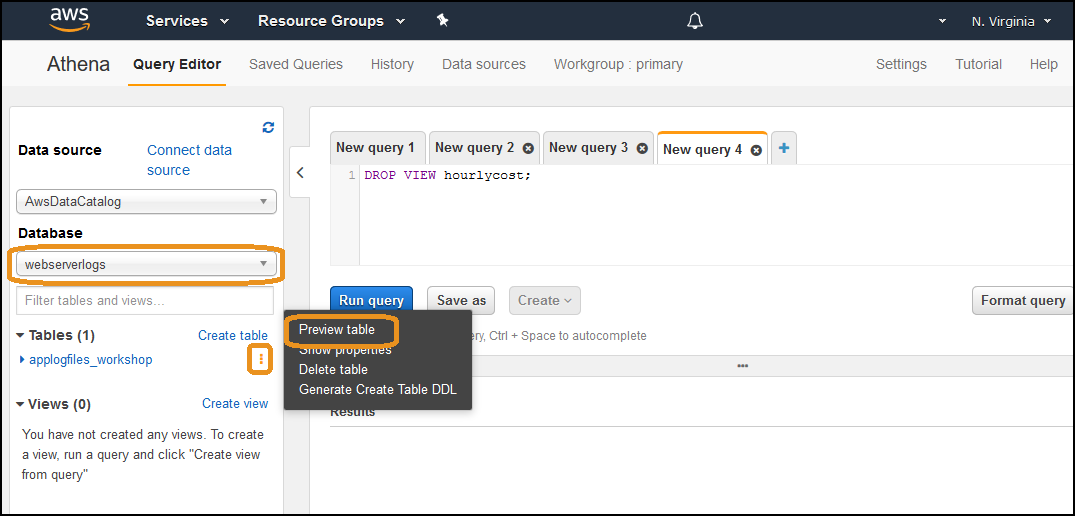 aws Services Resource Groups N. Virginia
Athena Query Editor Saved Queries History Data sources Workgroup : primary Settings Tutorial Help
Data source Connect data
source
AwsDataCatalog
Database
webserverlogs
Filter tables and views...
Tables (1) Create table
applogfiles_workshop
Views (0) Create view
You have not created any views. To create
a view, run a query and click "Create view
from query"
New query 1 New query 2 New query 3 New query 4
1 DROP VIEW hourlycost;
Run query Save as Create Format query
Ctrl + Space to autocomplete
Preview table
Show properties
Delete table
Generate Create Table DDL
Results